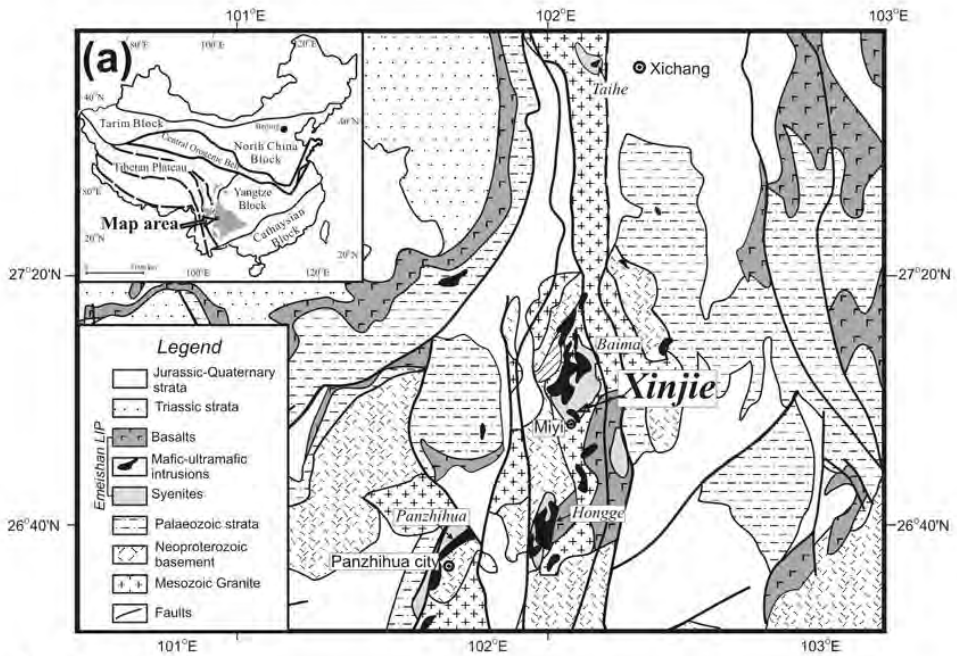 101°E
102°E
103°E
(a)
80°E
100°E
120°E
40°N
40°N
Tarim Block
Beijing
North China
Block
Central Orogenic Belt
Tibetan Plateau
Yangtze
Block
Map area
Cathaysian
Block
20°N
20°N
100°E
120°E
Xichang
Taihe
27°20'N
27°20'N
Baima
Xinjie
Miyi
Hongge
Panzhihua
Panzhihua city
26°40'N
26°40'N
Legend
Jurassic-Quaternary
strata
Triassic strata
Emeishan LIP
Basalts
Mafic-ultramafic
intrusions
Syenites
Palaeozoic strata
Neoproterozoic
basement
Mesozoic Granite
Faults
101°E
102°E
103°E